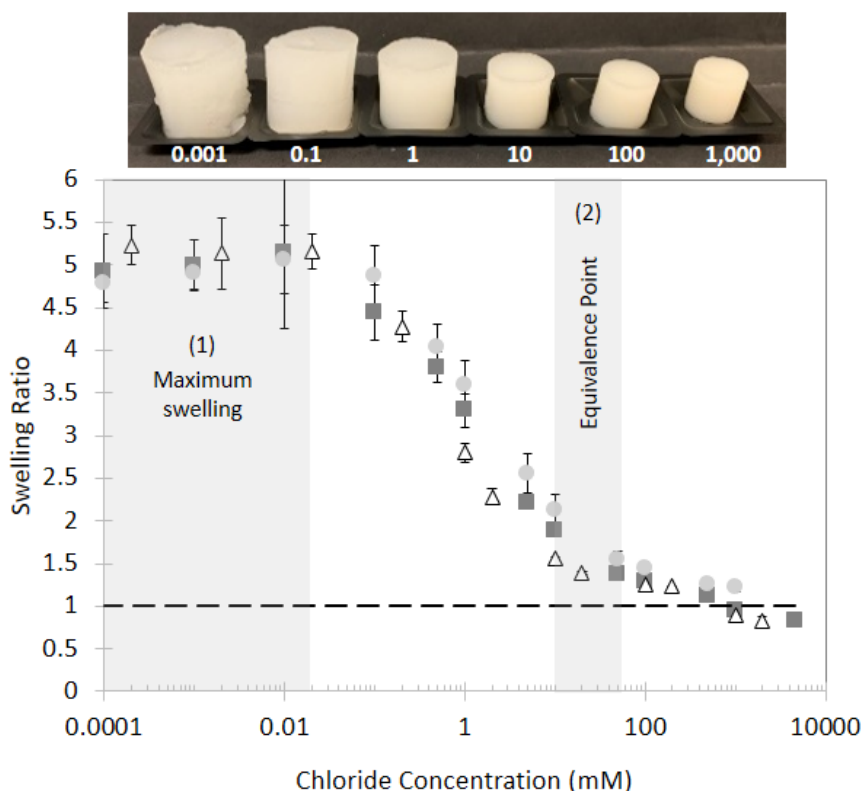 0.001 0.1 1 10 100 1,000
6
5.5
5
4.5
4
3.5
3
2.5
2
1.5
1
0.5
0
Swelling Ratio
(1)
Maximum
swelling
(2)
Equivalence Point
0.0001 0.01 1 100 10000
Chloride Concentration (mM)